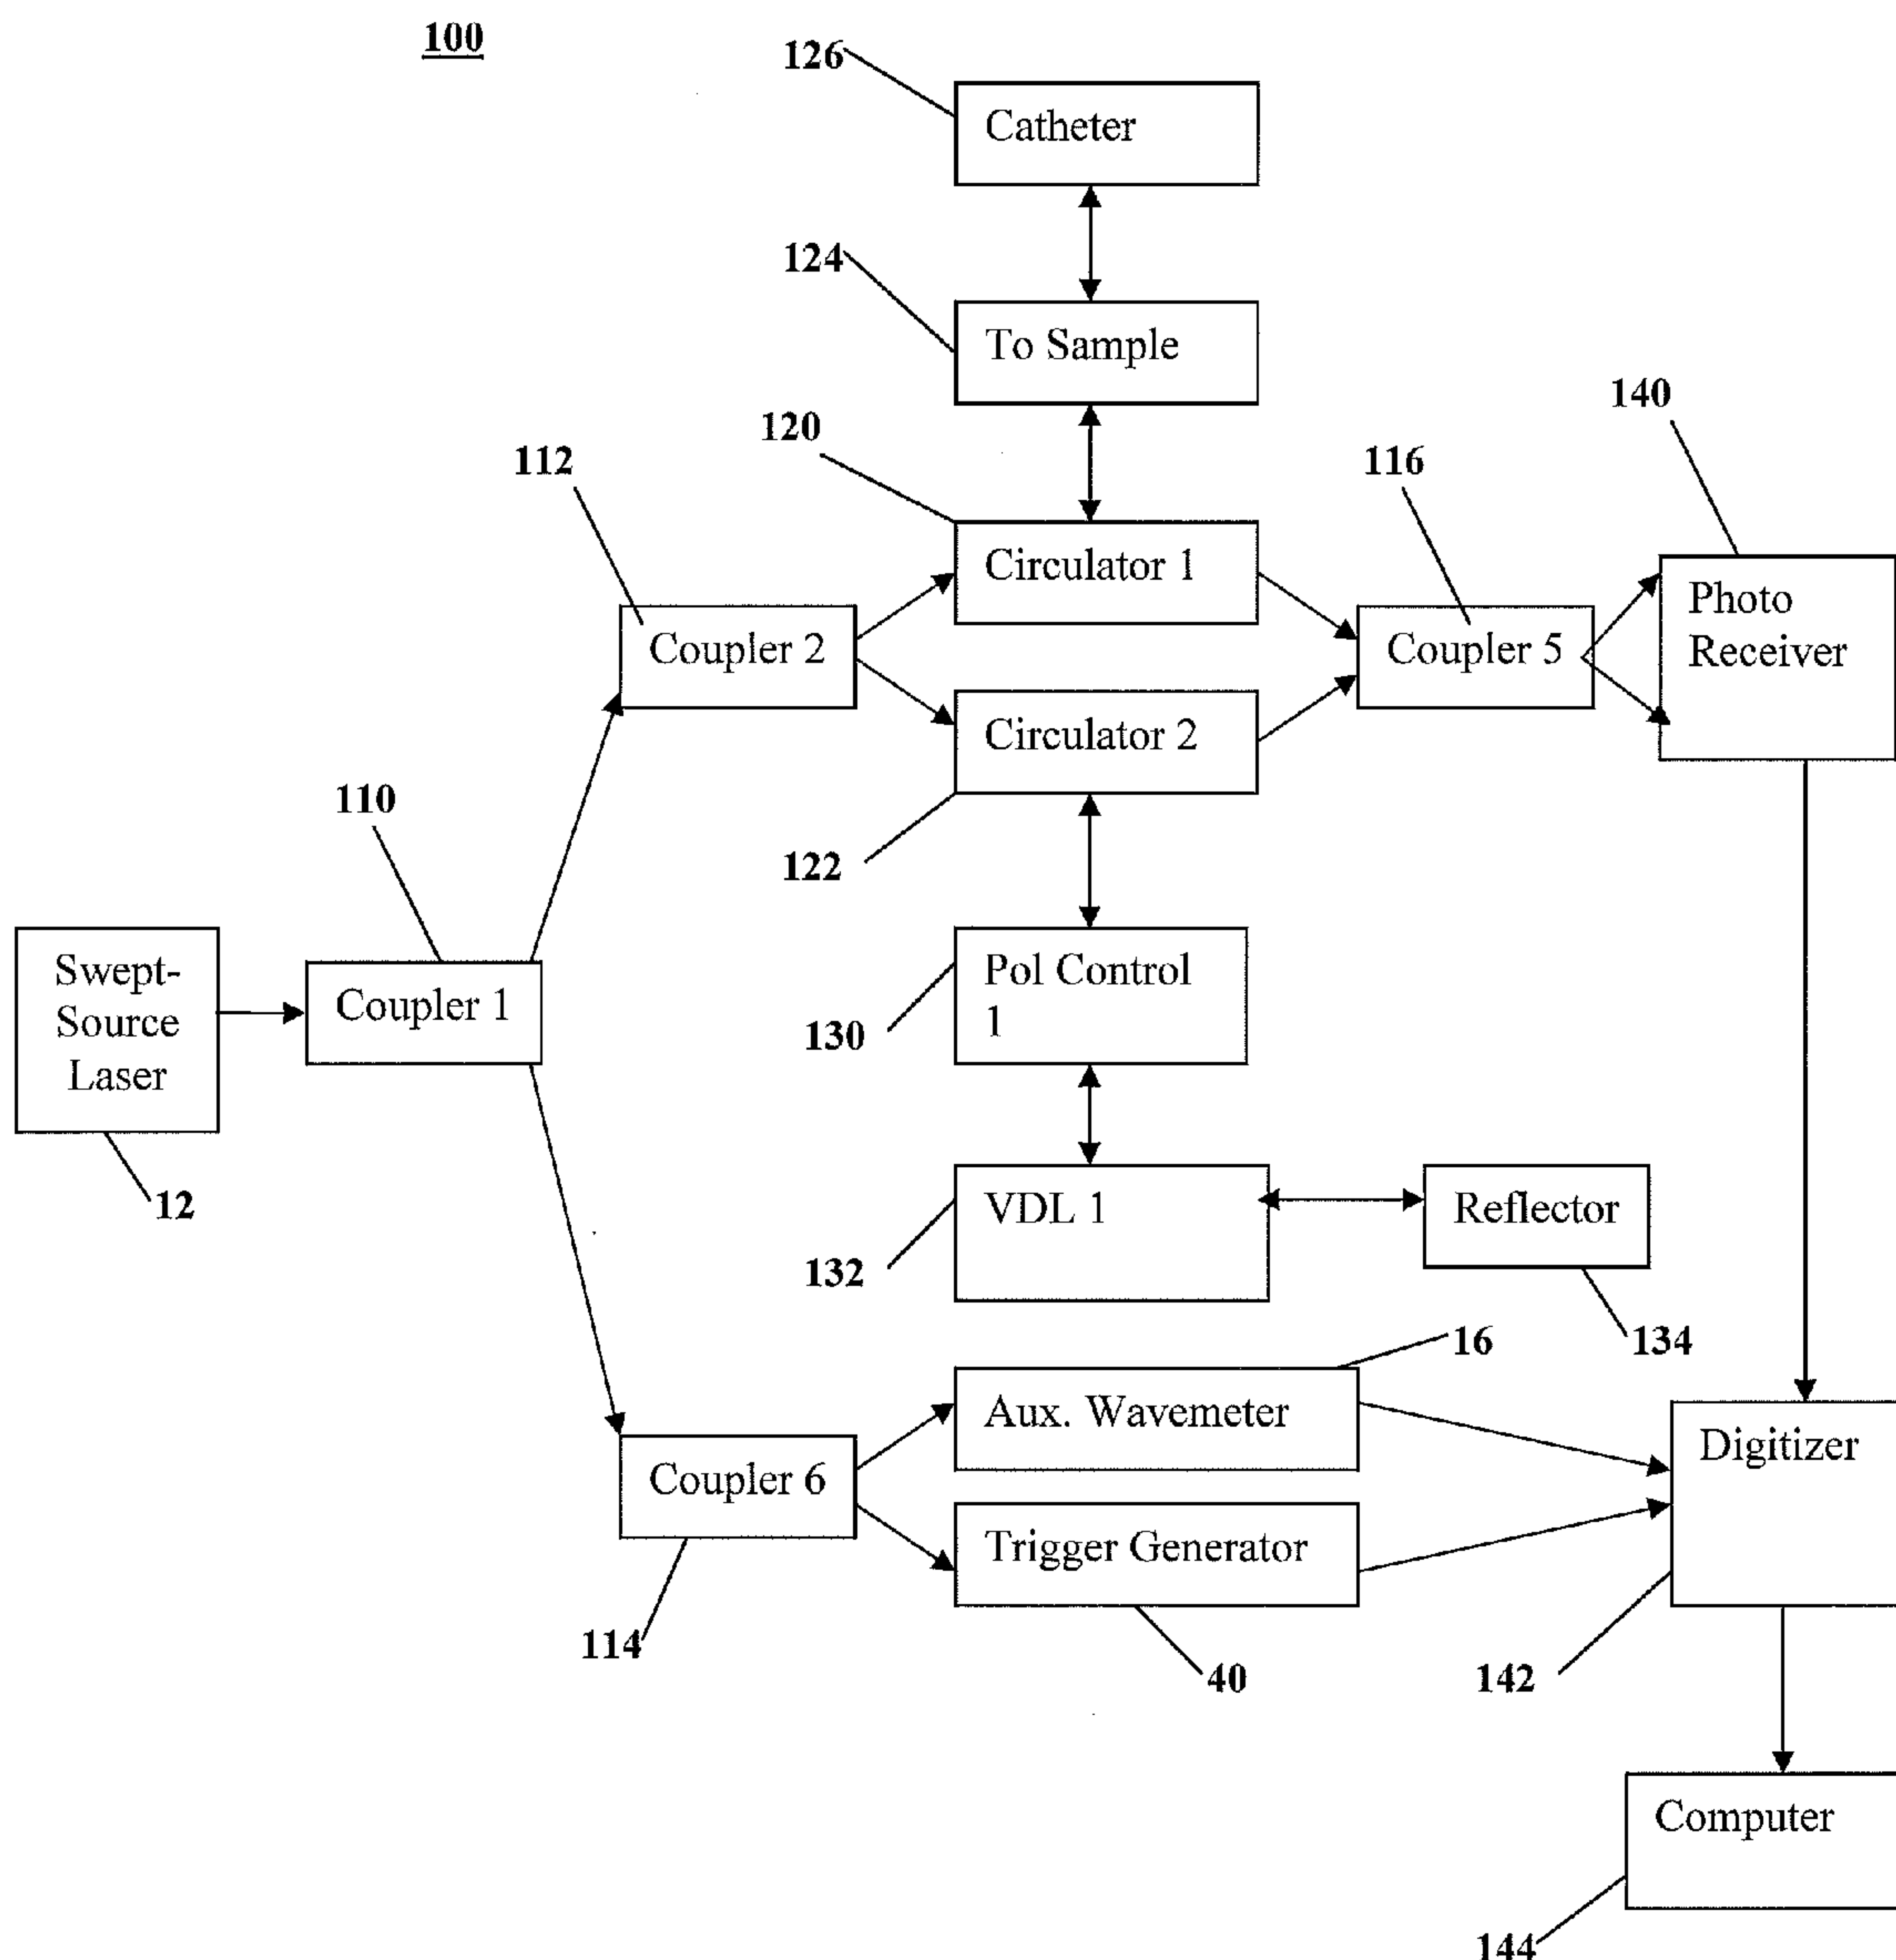 100
126
Catheter
124
To Sample
140
120
112
116
Circulator 1
Photo
Receiver
Coupler 2
Coupler 5
Circulator 2
110
122
Swept-
Source
Laser
Coupler 1
Pol Control
1
130
12
VDL 1
Reflector
132
16
134
Aux. Wavemeter
Digitizer
Coupler 6
Trigger Generator
114
40
142
Computer
144